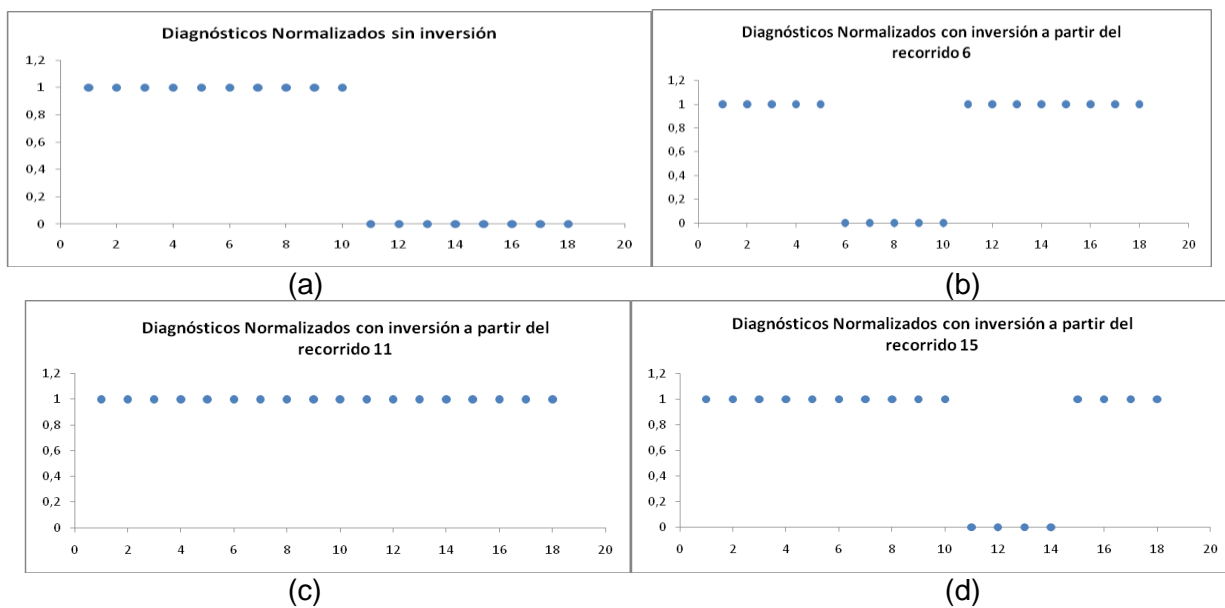 Diagnósticos Normalizados sin inversión
1,2
1
0,8
0,6
0,4
0,2
0
0 2 4 6 8 10 12 14 16 18 20
(a)
Diagnósticos Normalizados con inversión a partir del
recorrido 6
1,2
1
0,8
0,6
0,4
0,2
0
0 2 4 6 8 10 12 14 16 18 20
(b)
Diagnósticos Normalizados con inversión a partir del
recorrido 11
1,2
1
0,8
0,6
0,4
0,2
0
0 2 4 6 8 10 12 14 16 18 20
(c)
Diagnósticos Normalizados con inversión a partir del
recorrido 15
1,2
1
0,8
0,6
0,4
0,2
0
0 2 4 6 8 10 12 14 16 18 20
(d)